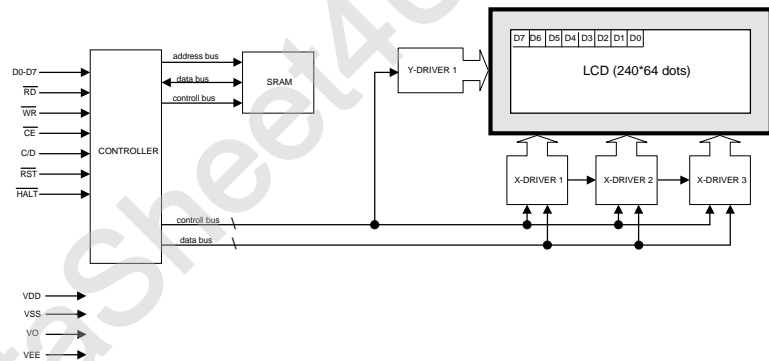 D7 D6 D5 D4 D3 D2 D1 D0
LCD (240*64 dots)
address bus
SRAM
data bus
controll bus
Y-DRIVER 1
D0-D7
RD
WR
CE
C/D
RST
HALT
CONTROLLER
X-DRIVER 1
X-DRIVER 2
X-DRIVER 3
controll bus
data bus
VDD
VSS
VO
VEE